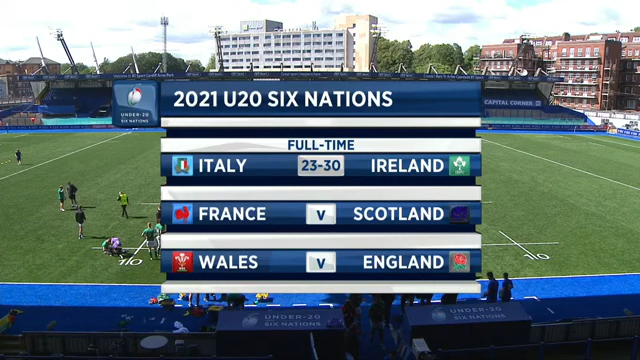 2021 U20 SIX NATIONS
UNDER-20
SIX NATIONS
FULL-TIME
ITALY 23-30 IRELAND
FRANCE V SCOTLAND
WALES V ENGLAND
CAPITAL CORNER
UNDER-20
SIX NATIONS
UNDER-20
SIX NATIONS